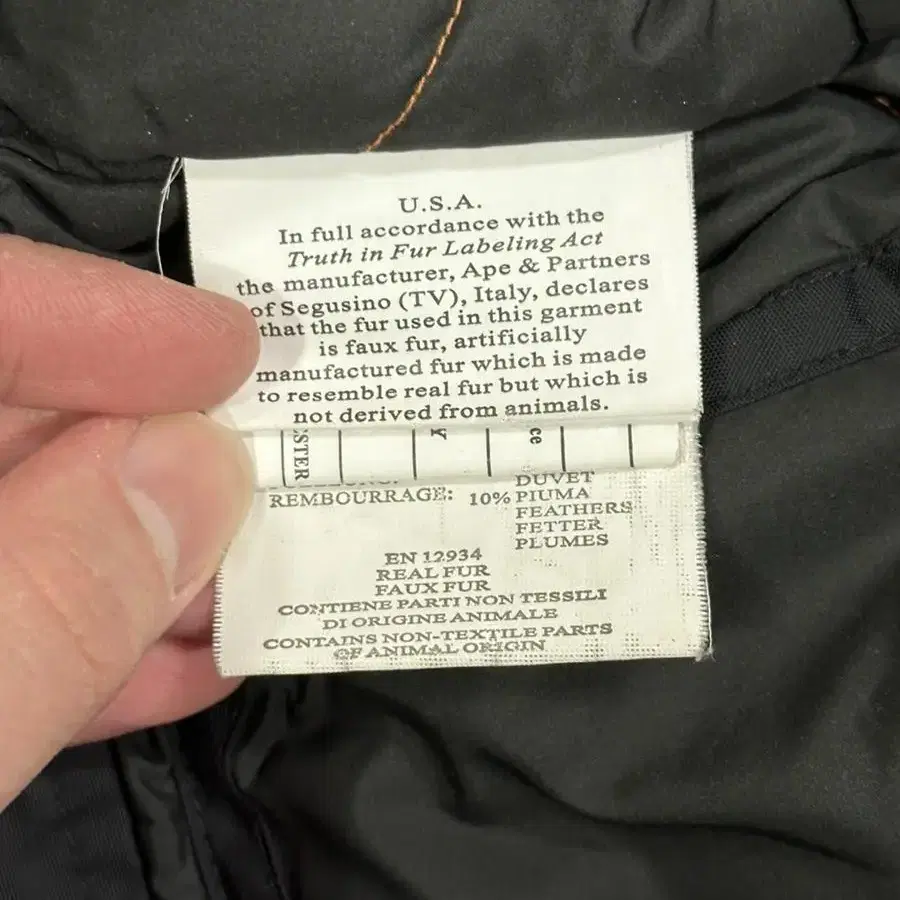 U.S.A.
In full accordance with the
Truth in Fur Labeling Act
the manufacturer, Ape & Partners
of Segusino (TV), Italy, declares
that the fur used in this garment
is faux fur, artificially
manufactured fur which is made
to resemble real fur but which is
not derived from animals.
STER
ce
REMBOURRAGE: 10%
DUVET
PIUMA
FEATHERS
FETTER
PLUMES
EN 12934
REAL FUR
FAUX FUR
CONTIENE PARTI NON TESSILI
DI ORIGINE ANIMALE
CONTAINS NON-TEXTILE PARTS
OF ANIMAL ORIGIN